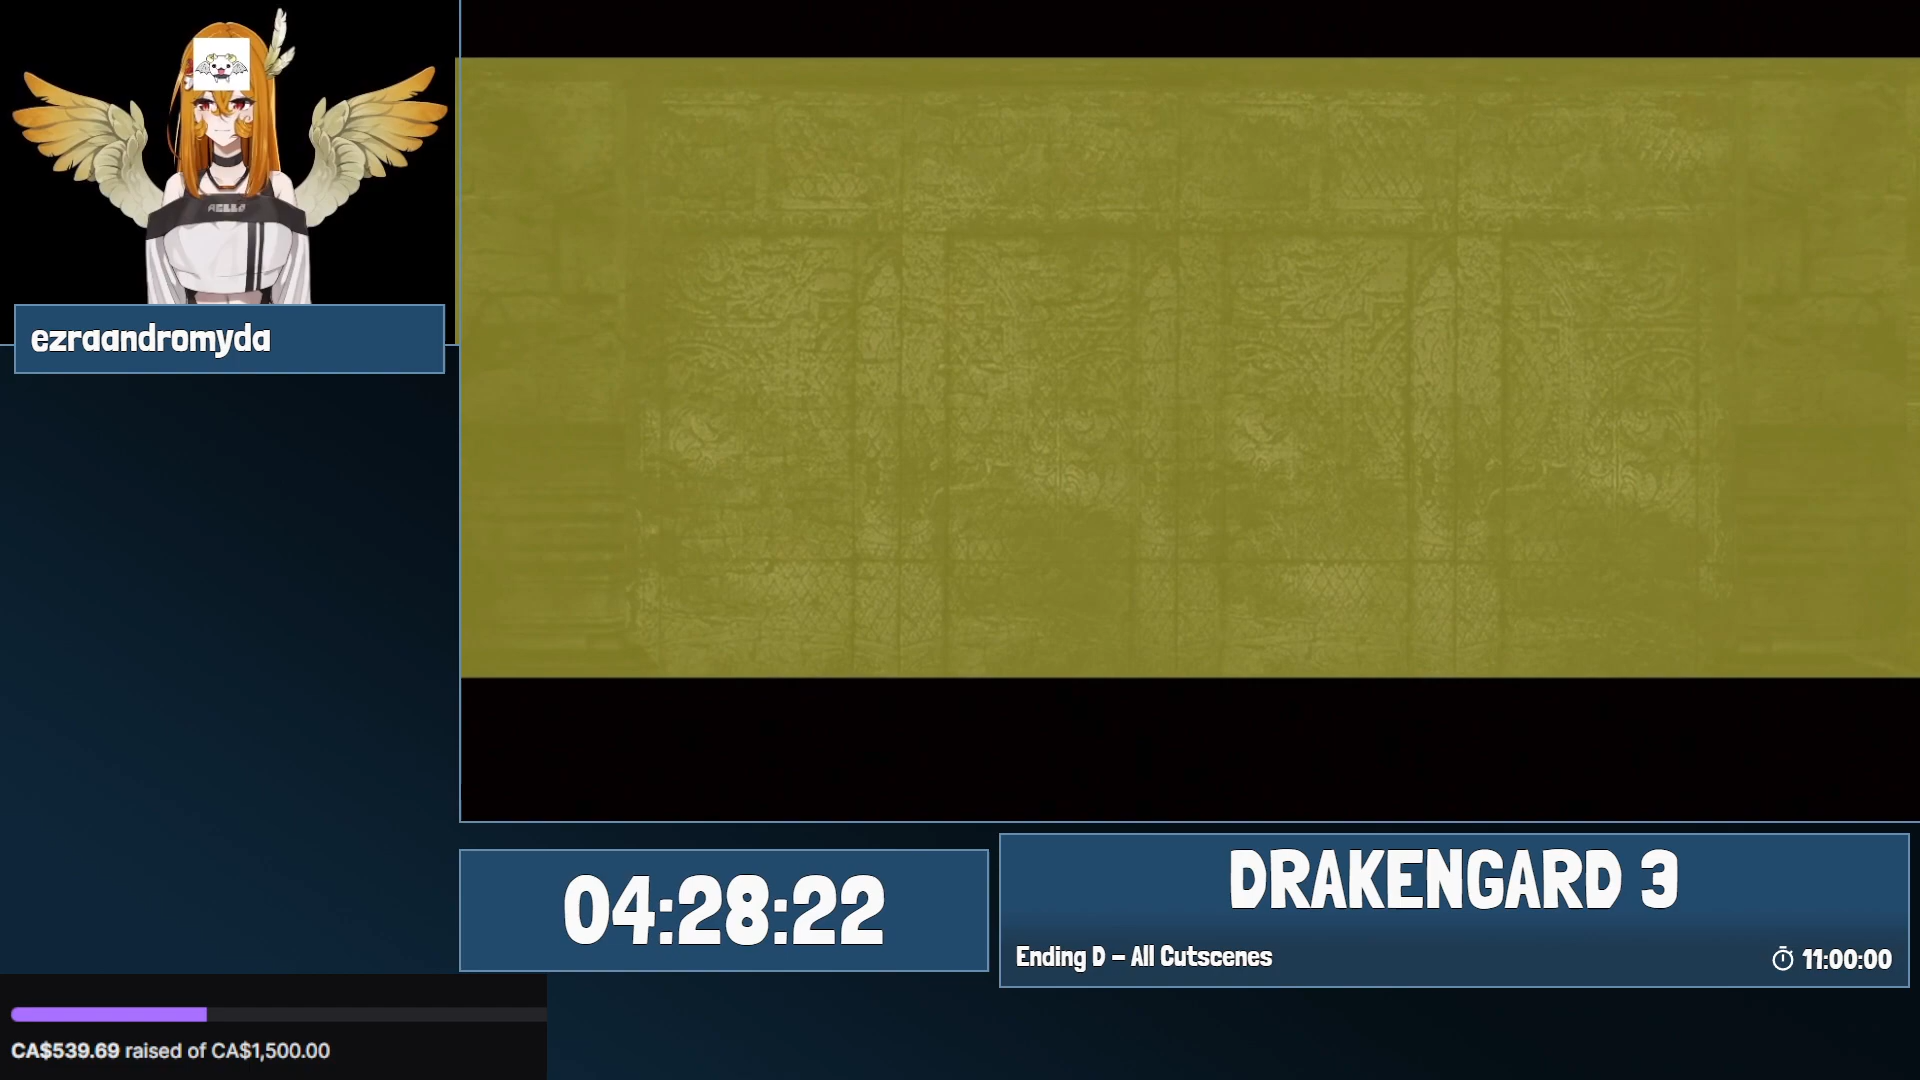 ezraandromyda
04:28:22
DRAKENGARD 3
Ending D – All Cutscenes
11:00:00
CA$539.69 raised of CA$1,500.00